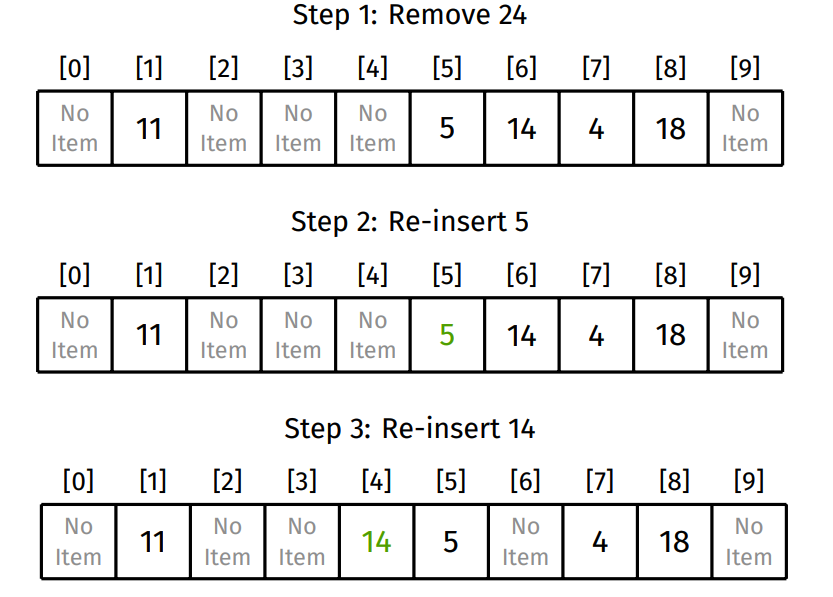 Step 1: Remove 24
[0] [1] [2] [3] [4] [5] [6] [7] [8] [9]
No Item 11 No Item No Item No Item 5 14 4 18 No Item
Step 2: Re-insert 5
[0] [1] [2] [3] [4] [5] [6] [7] [8] [9]
No Item 11 No Item No Item No Item 5 14 4 18 No Item
Step 3: Re-insert 14
[0] [1] [2] [3] [4] [5] [6] [7] [8] [9]
No Item 11 No Item No Item 14 5 No Item 4 18 No Item